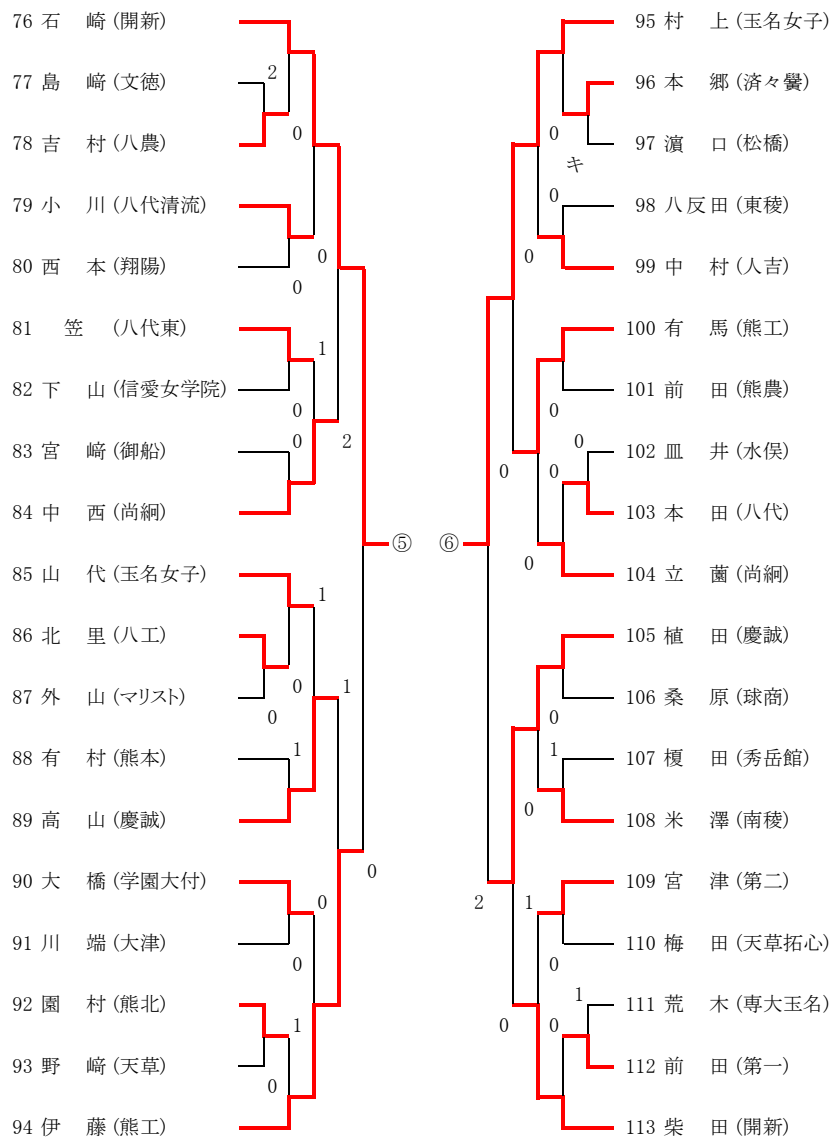 76 石 崎 (開新)
2
77 島 﨑 (文徳)
78 吉 村 (八農)
0
79 小 川 (八代清流)
0
80 西 本 (翔陽)
0
81 笠 (八代東)
1
82 下 山 (信愛女学院)
0
83 宮 﨑 (御船)
0
2
84 中 西 (尚絅)
⑤
85 山 代 (玉名女子)
1
86 北 里 (八工)
87 外 山 (マリスト)
0
1
0
88 有 村 (熊本)
1
89 高 山 (慶誠)
0
90 大 橋 (学園大付)
0
91 川 端 (大津)
0
92 園 村 (熊北)
1
93 野 﨑 (天草)
0
94 伊 藤 (熊工)
95 村 上 (玉名女子)
96 本 郷 (済々黌)
0
97 濵 口 (松橋)
キ
0
98 八反田 (東稜)
0
99 中 村 (人吉)
100 有 馬 (熊工)
101 前 田 (熊農)
0
0
102 皿 井 (水俣)
0
103 本 田 (八代)
⑥
0
104 立 薗 (尚絅)
105 植 田 (慶誠)
106 桑 原 (球商)
0
1
107 榎 田 (秀岳館)
0
108 米 澤 (南稜)
109 宮 津 (第二)
2
1
110 梅 田 (天草拓心)
0
1
111 荒 木 (専大玉名)
0
0
112 前 田 (第一)
113 柴 田 (開新)